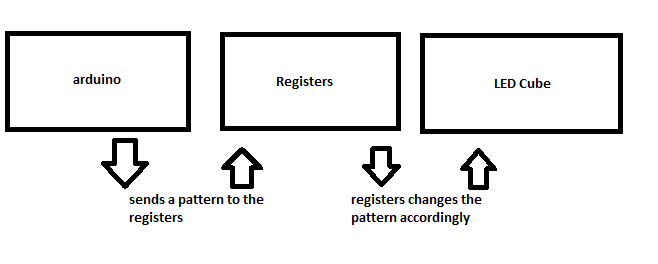 arduino
Registers
LED Cube
sends a pattern to the
registers
registers changes the
pattern accordingly